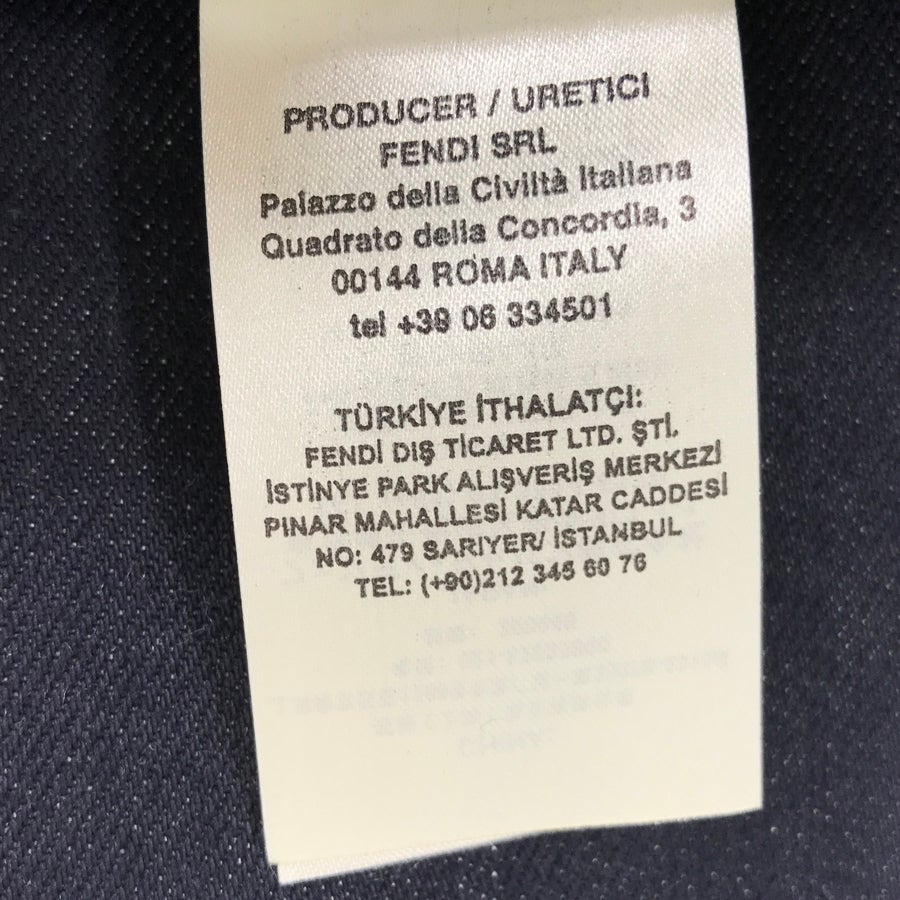 PRODUCER / URETICI
FENDI SRL
Palazzo della Civiltà Italiana
Quadrato della Concordia, 3
00144 ROMA ITALY
tel +39 06 334501
TÜRKİYE İTHALATÇİ:
FENDİ DIŞ TİCARET LTD. ŞTİ.
İSTİNYE PARK ALIŞVERİŞ MERKEZİ
PINAR MAHALLESİ KATAR CADDESİ
NO: 479 SARIYER/ İSTANBUL
TEL: (+90)212 345 60 76